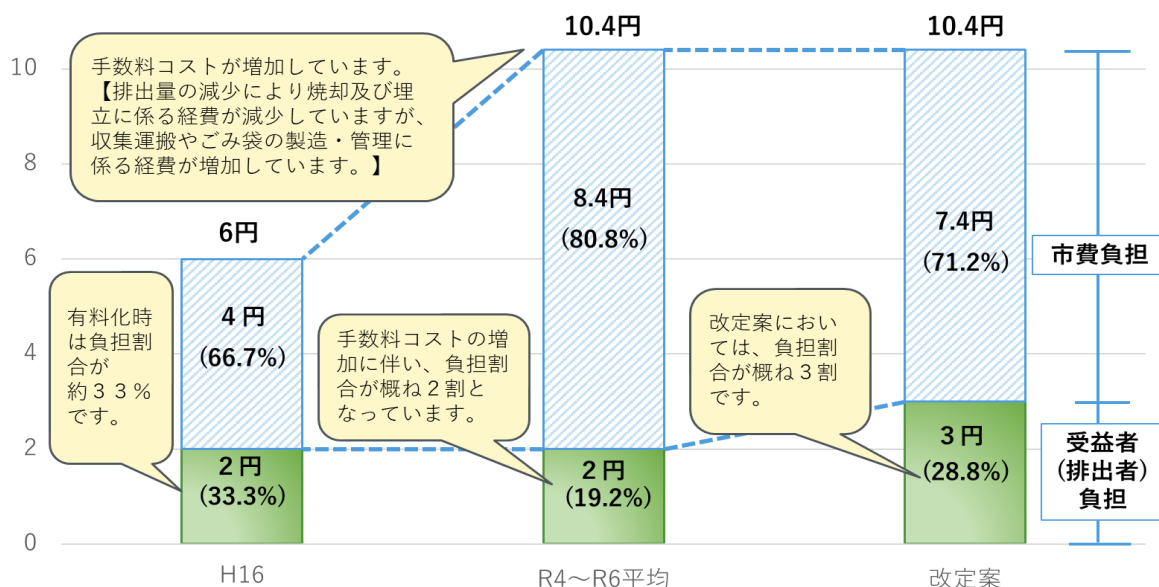 10.4円
10.4円
10
手数料コストが増加しています。
【排出量の減少により焼却及び埋
立に係る経費が減少していますが、
収集運搬やごみ袋の製造・管理に
係る経費が増加しています。】
8
8.4円
(80.8%)
7.4円
(71.2%)
6円
6
市費負担
有料化時
は負担割
合が
約３３％
です。
４円
(66.7%)
手数料コストの増
加に伴い、負担割
合が概ね２割と
なっています。
改定案におい
ては、負担割
合が概ね３割
です。
4
2
２円
(33.3%)
２円
(19.2%)
３円
(28.8%)
受益者
(排出者)
負担
0
H16
R4～R6平均
改定案